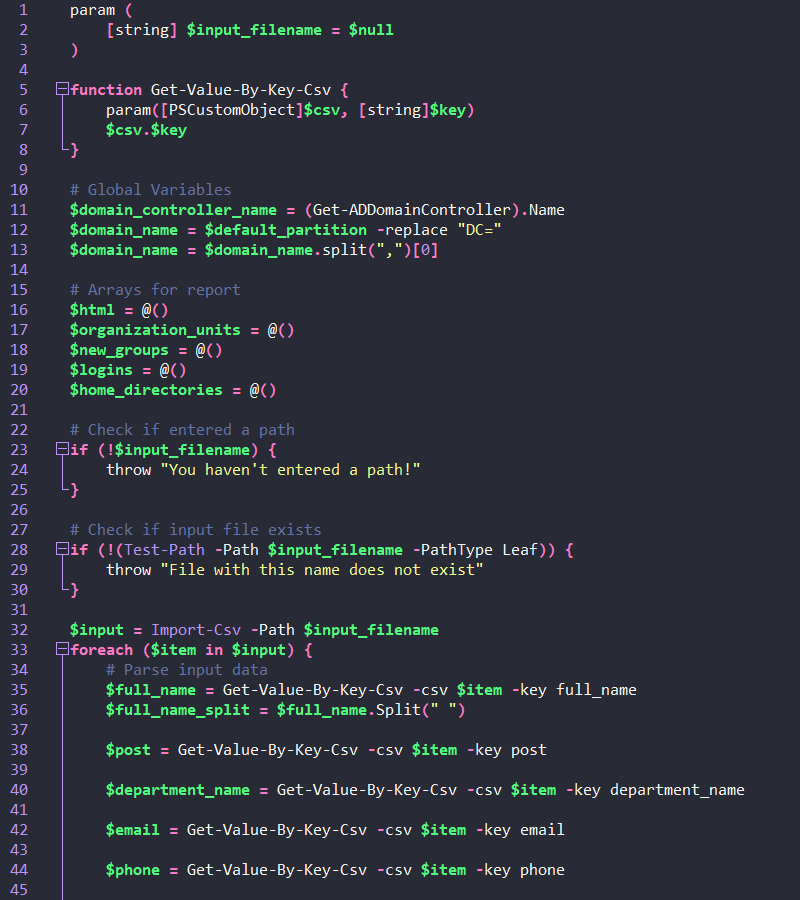 1 param (
2     [string] $input_filename = $null
3 )
4
5 function Get-Value-By-Key-Csv {
6     param([PSCustomObject]$csv, [string]$key)
7     $csv.$key
8 }
9
10 # Global Variables
11 $domain_controller_name = (Get-ADDomainController).Name
12 $domain_name = $default_partition -replace "DC="
13 $domain_name = $domain_name.split(",")[0]
14
15 # Arrays for report
16 $html = @()
17 $organization_units = @()
18 $new_groups = @()
19 $logins = @()
20 $home_directories = @()
21
22 # Check if entered a path
23 if (!$input_filename) {
24     throw "You haven't entered a path!"
25 }
26
27 # Check if input file exists
28 if (!(Test-Path -Path $input_filename -PathType Leaf)) {
29     throw "File with this name does not exist"
30 }
31
32 $input = Import-Csv -Path $input_filename
33 foreach ($item in $input) {
34     # Parse input data
35     $full_name = Get-Value-By-Key-Csv -csv $item -key full_name
36     $full_name_split = $full_name.Split(" ")
37
38     $post = Get-Value-By-Key-Csv -csv $item -key post
39
40     $department_name = Get-Value-By-Key-Csv -csv $item -key department_name
41
42     $email = Get-Value-By-Key-Csv -csv $item -key email
43
44     $phone = Get-Value-By-Key-Csv -csv $item -key phone
45